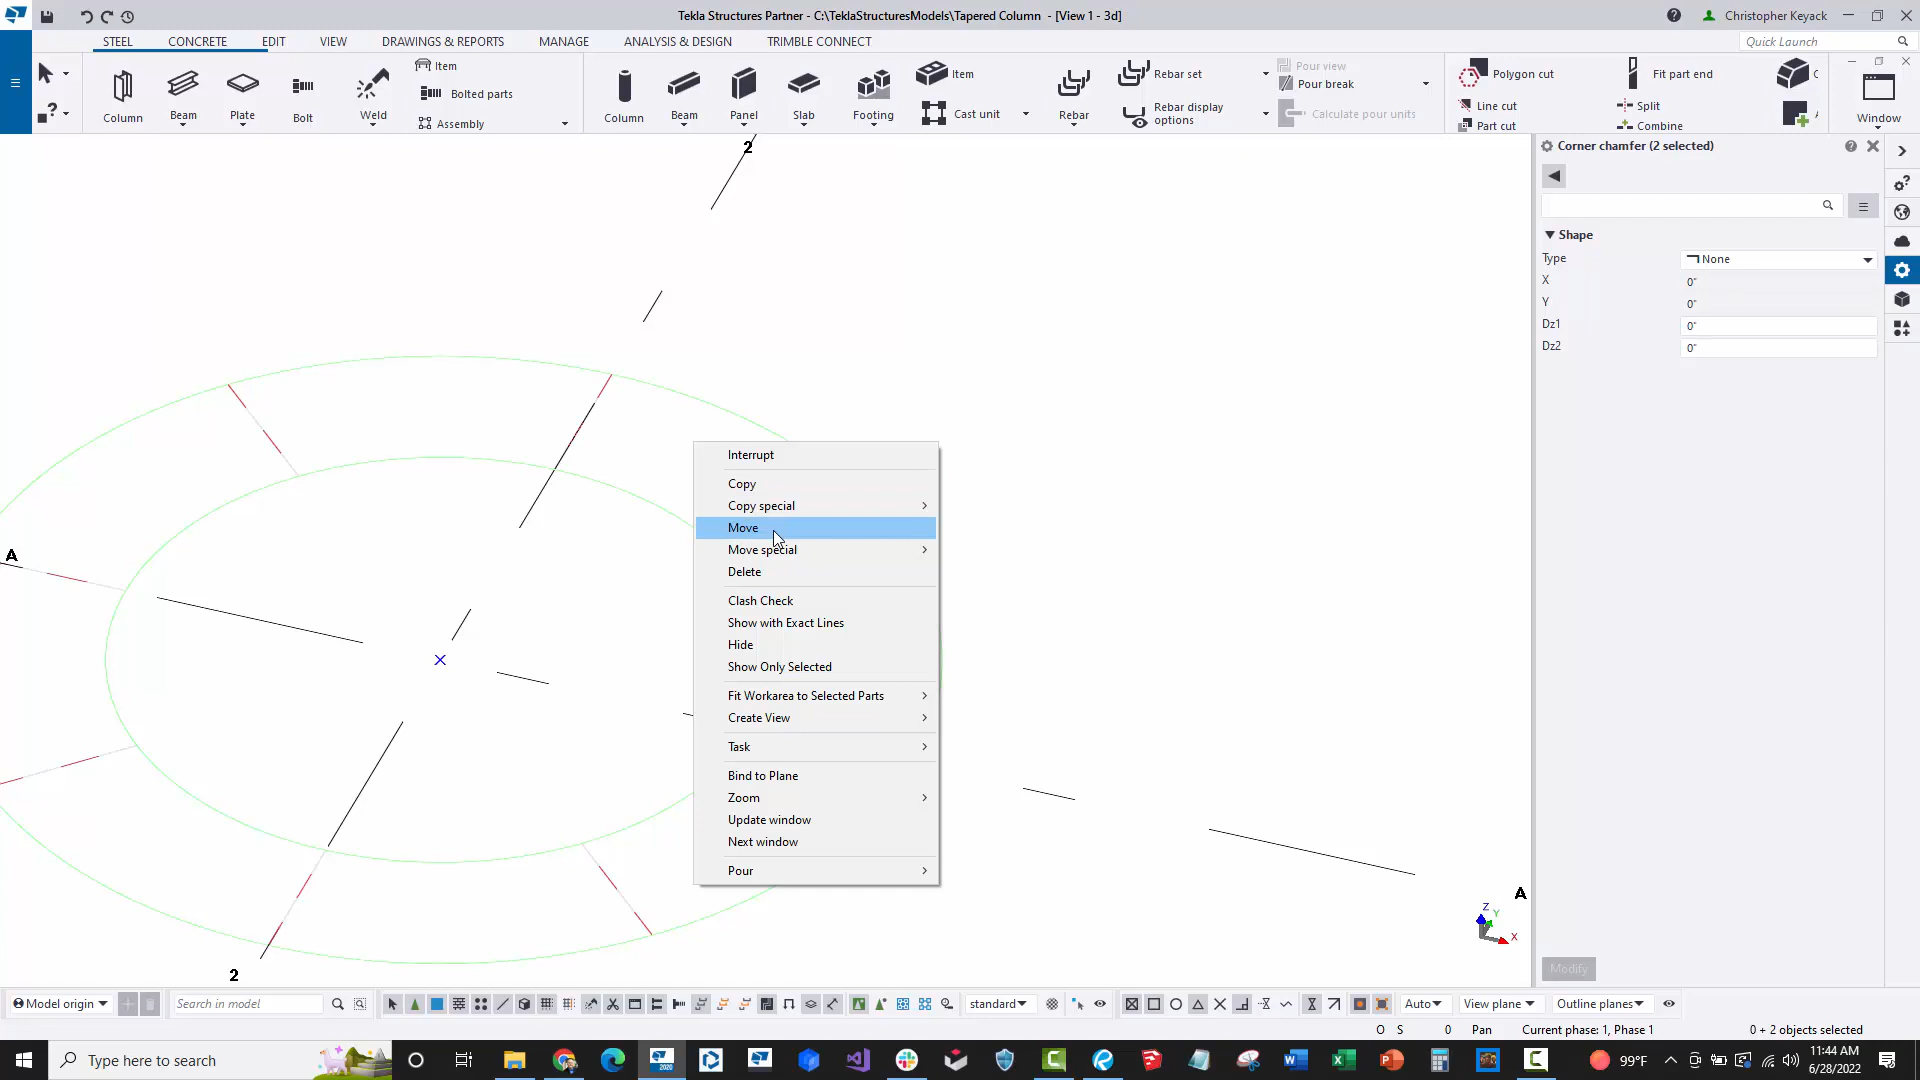 Tekla Structures Partner - C:\TeklaStructuresModels\Tapered Column - [View 1 - 3d]
Christopher Keyack
STEEL CONCRETE EDIT VIEW DRAWINGS & REPORTS MANAGE ANALYSIS & DESIGN TRIMBLE CONNECT
Quick Launch
Column
Beam
Plate
Bolt
Weld
Item
Bolted parts
Assembly
Column
Beam
Panel
Slab
Footing
Item
Cast unit
Rebar
Rebar set
Rebar display
options
Pour view
Pour break
Calculate pour units
Polygon cut
Line cut
Part cut
Fit part end
Split
Combine
Window
2
A
2
A
Z
Y
X
Interrupt
Copy
Copy special
Move
Move special
Delete
Clash Check
Show with Exact Lines
Hide
Show Only Selected
Fit Workarea to Selected Parts
Create View
Task
Bind to Plane
Zoom
Update window
Next window
Pour
Corner chamfer (2 selected)
Shape
Type None
X 0"
Y 0"
Dz1 0"
Dz2 0"
Modify
Model origin
Search in model
standard
Auto
View plane
Outline planes
O S 0 Pan Current phase: 1, Phase 1 0 + 2 objects selected
Type here to search
2020
99°F
11:44 AM
6/28/2022